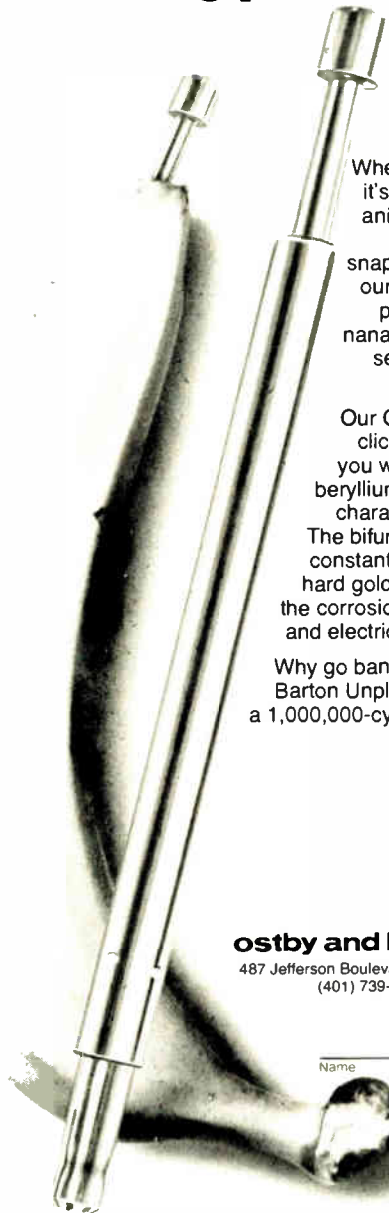 Whe
it's
ani
snap
our
p
nana
se
Our C
clic
you w
beryllium
chara
The bifur
constant
hard gold
the corrosio
and electric
Why go ban
Barton Unpl
a 1,000,000-cy
ostby and
487 Jefferson Bouleva
(401) 739-
Name